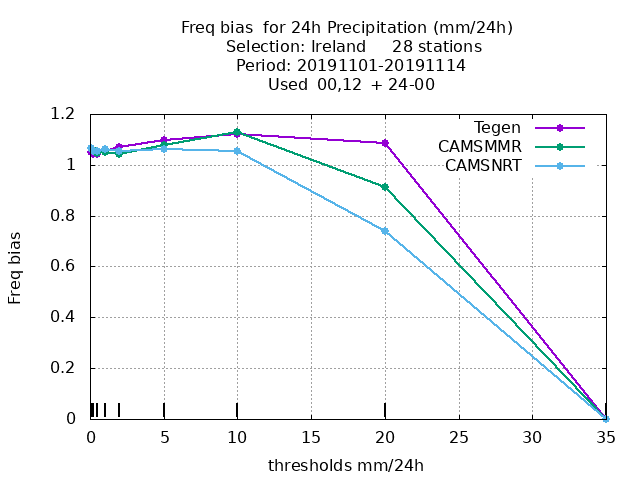 Freq bias  for 24h Precipitation (mm/24h)
Selection: Ireland     28 stations
Period: 20191101-20191114
Used  00,12  + 24-00
Tegen
CAMSMMR
CAMSNRT
1.2
1
0.8
0.6
0.4
0.2
0
Freq bias
0 5 10 15 20 25 30 35
thresholds mm/24h